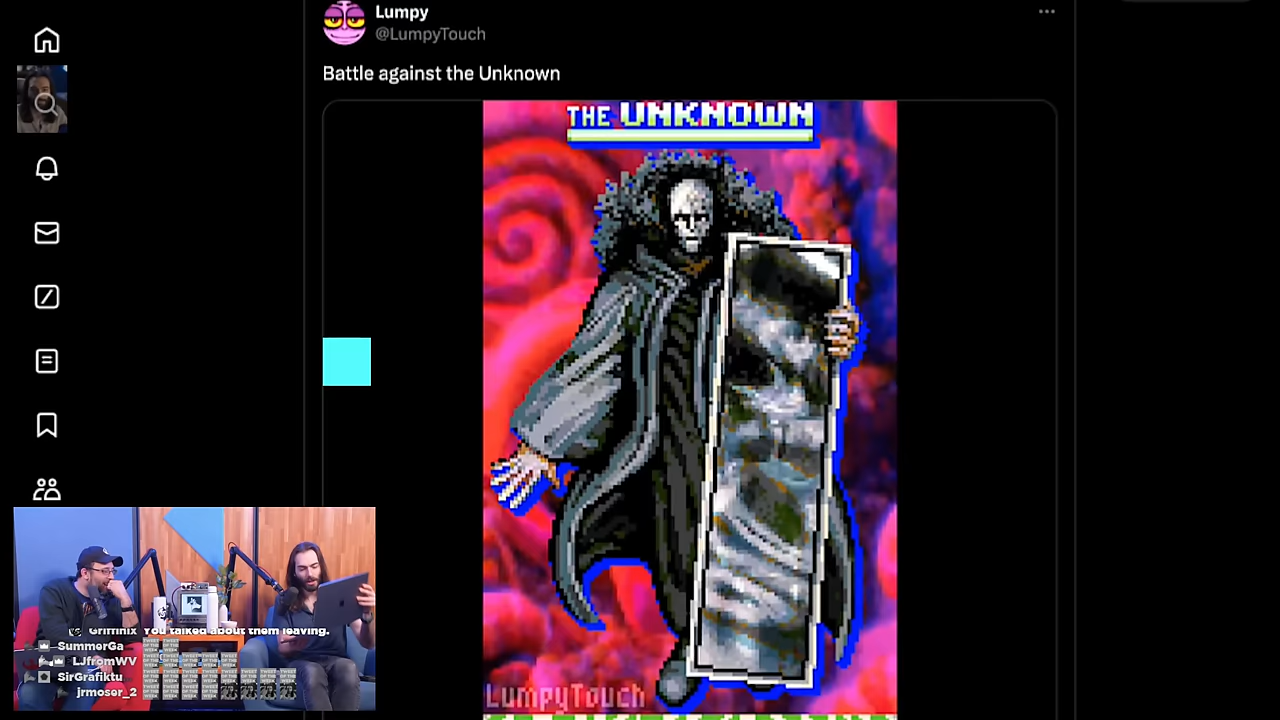 Lumpy
@LumpyTouch
Battle against the Unknown
THE UNKNOWN
LumpyTouch
Griffinix You talked about them leaving.
SummerGa
LJfromWV
SirGrafiktu
jrmoser_2